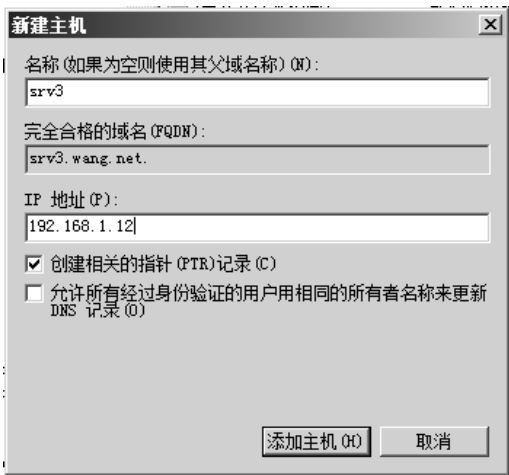 新建主机
名称(如果为空则使用其父域名称)(N):
srv3
完全合格的域名(FQDN):
srv3.wang.net.
IP 地址(P):
192.168.1.12
创建相关的指针(PTR)记录(C)
允许所有经过身份验证的用户用相同的所有者名称来更新
DNS 记录(O)
添加主机(H) 取消